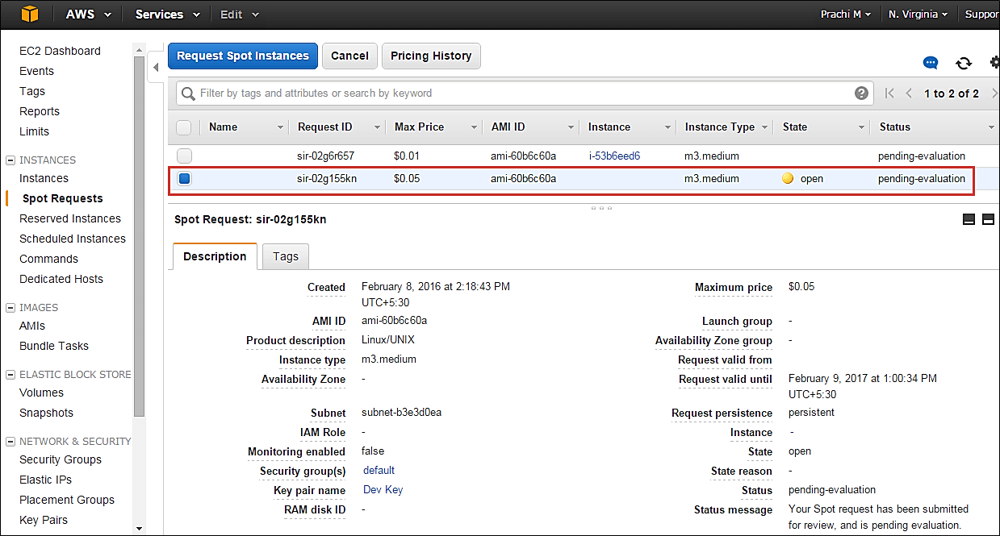 AWS Services Edit Prachi M N. Virginia Suppor
EC2 Dashboard
Events
Tags
Reports
Limits
INSTANCES
Instances
Spot Requests
Reserved Instances
Scheduled Instances
Commands
Dedicated Hosts
IMAGES
AMIs
Bundle Tasks
ELASTIC BLOCK STORE
Volumes
Snapshots
NETWORK & SECURITY
Security Groups
Elastic IPs
Placement Groups
Key Pairs
Request Spot Instances Cancel Pricing History
Filter by tags and attributes or search by keyword ? 1 to 2 of 2
Name Request ID Max Price AMI ID Instance Instance Type State Status
sir-02g6r657 $0.01 ami-60b6c60a i-53b6eed6 m3.medium pending-evaluation
sir-02g155kn $0.05 ami-60b6c60a m3.medium open pending-evaluation
Spot Request: sir-02g155kn
Description Tags
Created February 8, 2016 at 2:18:43 PM
UTC+5:30
AMI ID ami-60b6c60a
Product description Linux/UNIX
Instance type m3.medium
Availability Zone -
Subnet subnet-b3e3d0ea
IAM Role -
Monitoring enabled false
Security group(s) default
Key pair name Dev Key
RAM disk ID -
Maximum price $0.05
Launch group -
Availability Zone group -
Request valid from
Request valid until February 9, 2017 at 1:00:34 PM
UTC+5:30
Request persistence persistent
Instance -
State open
State reason -
Status pending-evaluation
Status message Your Spot request has been submitted
for review, and is pending evaluation.